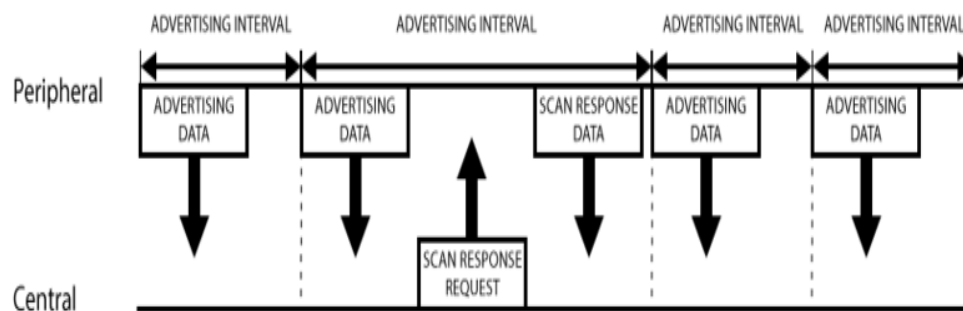 ADVERTISING INTERVAL
ADVERTISING INTERVAL
ADVERTISING INTERVAL
ADVERTISING INTERVAL
Peripheral
ADVERTISING
DATA
ADVERTISING
DATA
SCAN RESPONSE
DATA
ADVERTISING
DATA
ADVERTISING
DATA
SCAN RESPONSE
REQUEST
Central